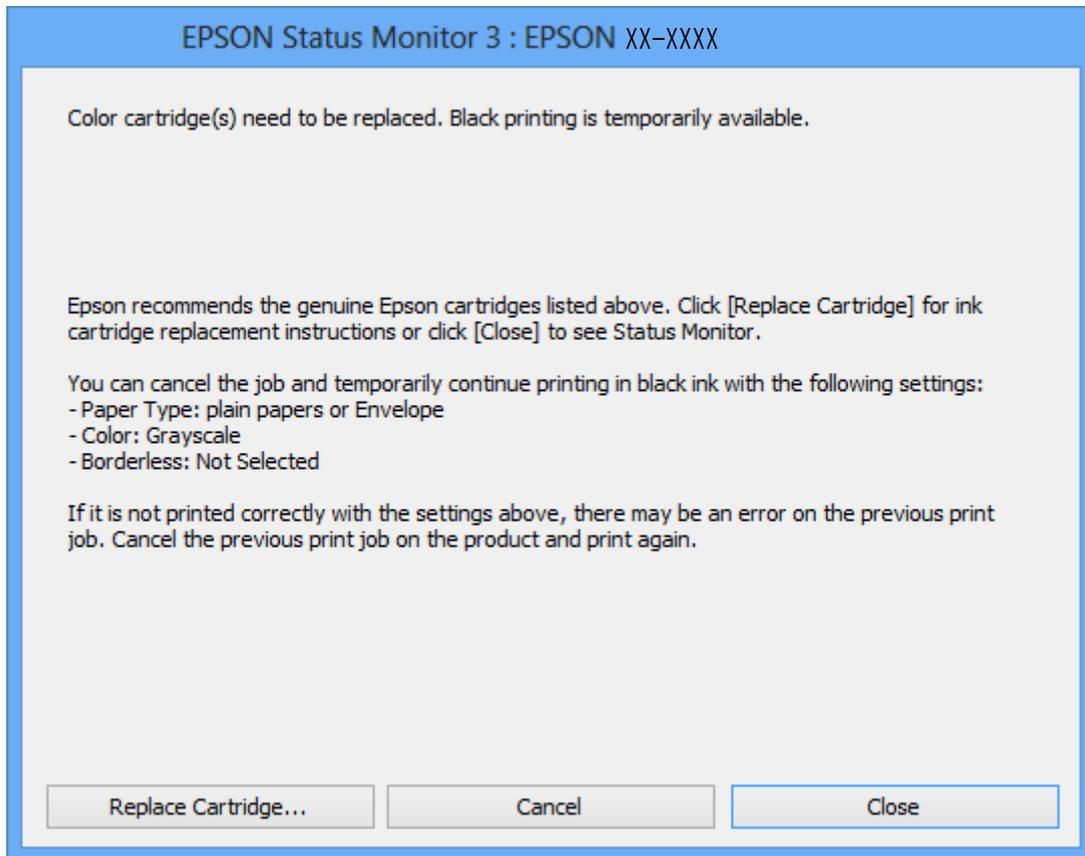 EPSON Status Monitor 3 : EPSON XX-XXXX
Color cartridge(s) need to be replaced. Black printing is temporarily available.
Epson recommends the genuine Epson cartridges listed above. Click [Replace Cartridge] for ink
cartridge replacement instructions or click [Close] to see Status Monitor.
You can cancel the job and temporarily continue printing in black ink with the following settings:
- Paper Type: plain papers or Envelope
- Color: Grayscale
- Borderless: Not Selected
If it is not printed correctly with the settings above, there may be an error on the previous print
job. Cancel the previous print job on the product and print again.
Replace Cartridge...
Cancel
Close